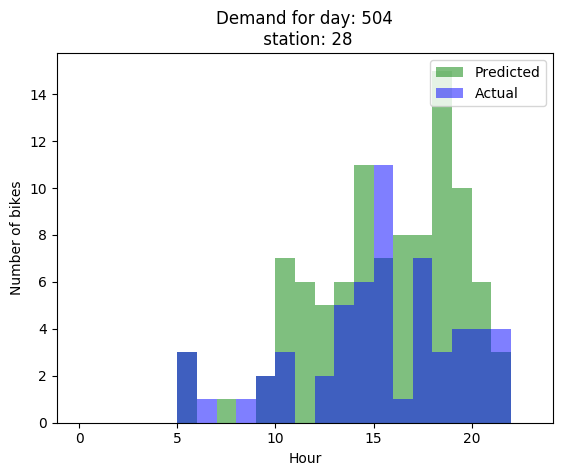 Demand for day: 504
station: 28
Predicted
Actual
14
12
10
8
6
4
2
0
Number of bikes
0 5 10 15 20
Hour